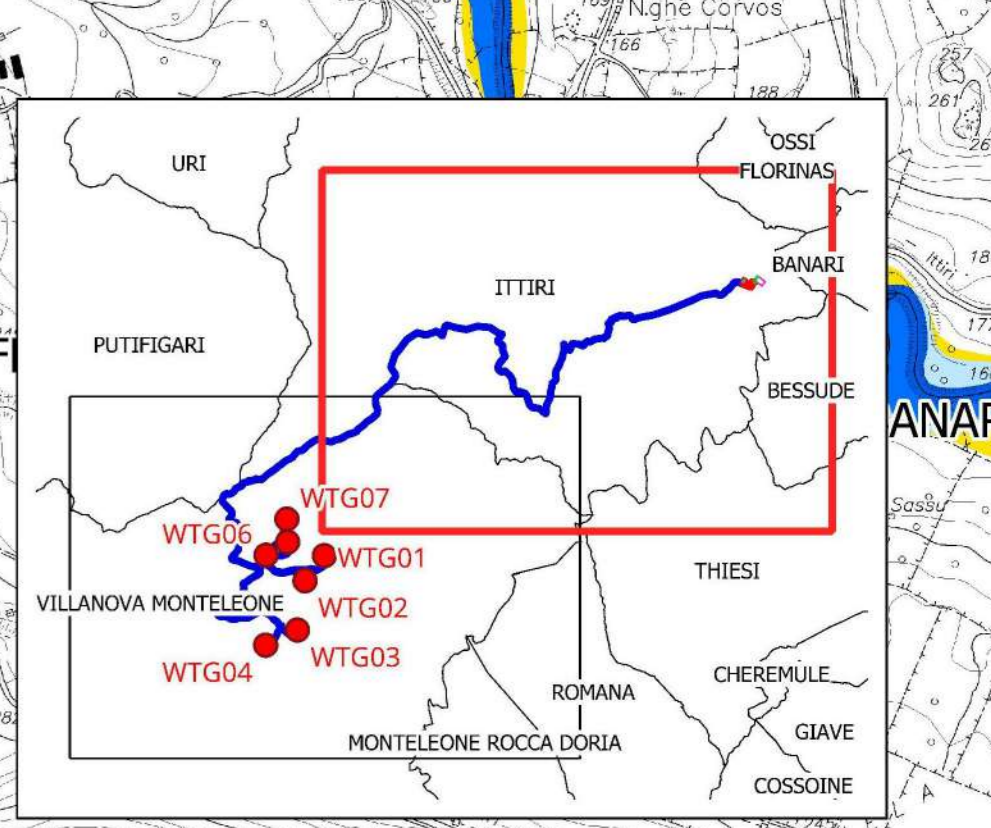 N.ghe Corvos
166
188
257
261
OSSI
URI
FLORINAS
Ittiri
BANARI
ITTIRI
PUTIFIGARI
BESSUDE
WTG07
Sassu
WTG06
WTG01
THIESI
VILLANOVA MONTELEONE
WTG02
WTG03
WTG04
CHEREMULE
ROMANA
GIAVE
MONTELEONE ROCCA DORIA
COSSOINE
A